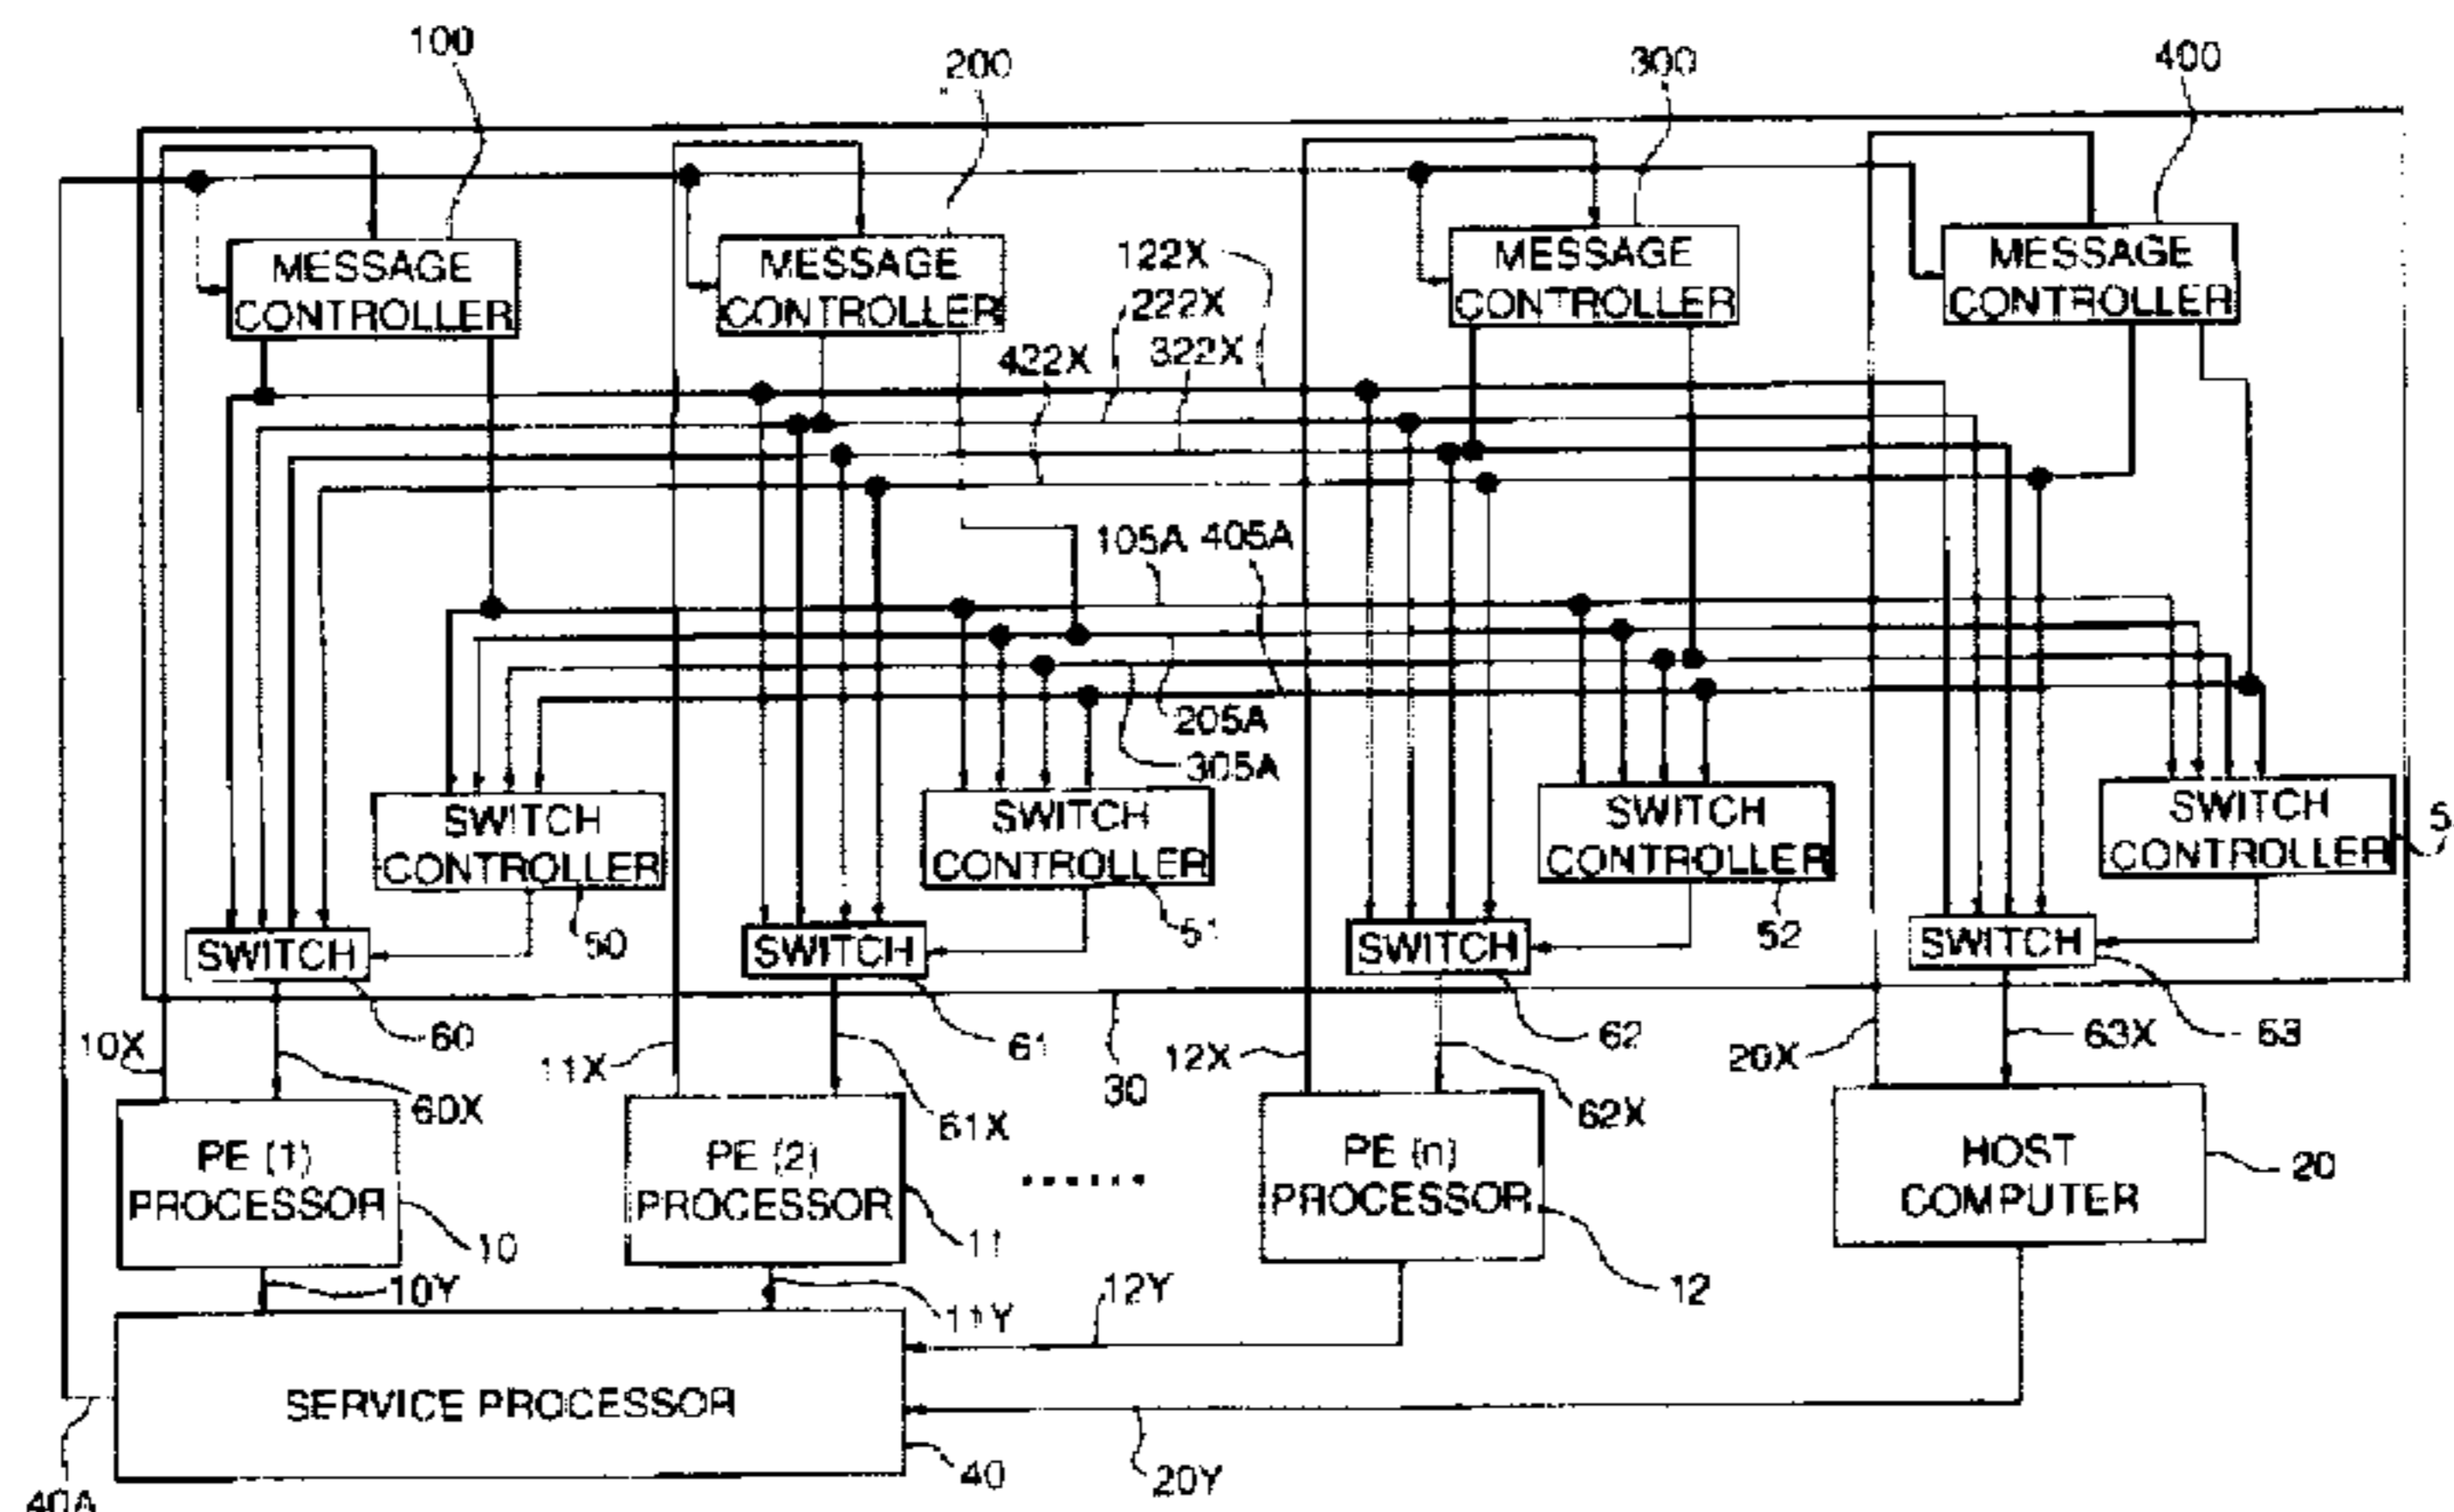 100
200
300
400
MESSAGE
CONTROLLER
MESSAGE
CONTROLLER
MESSAGE
CONTROLLER
MESSAGE
CONTROLLER
122X
222X
322X
422X
105A
405A
205A
305A
SWITCH
CONTROLLER
SWITCH
CONTROLLER
SWITCH
CONTROLLER
SWITCH
CONTROLLER
5
50
51
52
SWITCH
SWITCH
SWITCH
SWITCH
60
61
62
63
10X
60X
11X
61X
30
12X
62X
20X
63X
PE (1)
PROCESSOR
10
PE (2)
PROCESSOR
11
......
PE (n)
PROCESSOR
12
HOST
COMPUTER
20
10Y
11Y
12Y
SERVICE PROCESSOR
40
20Y
40A